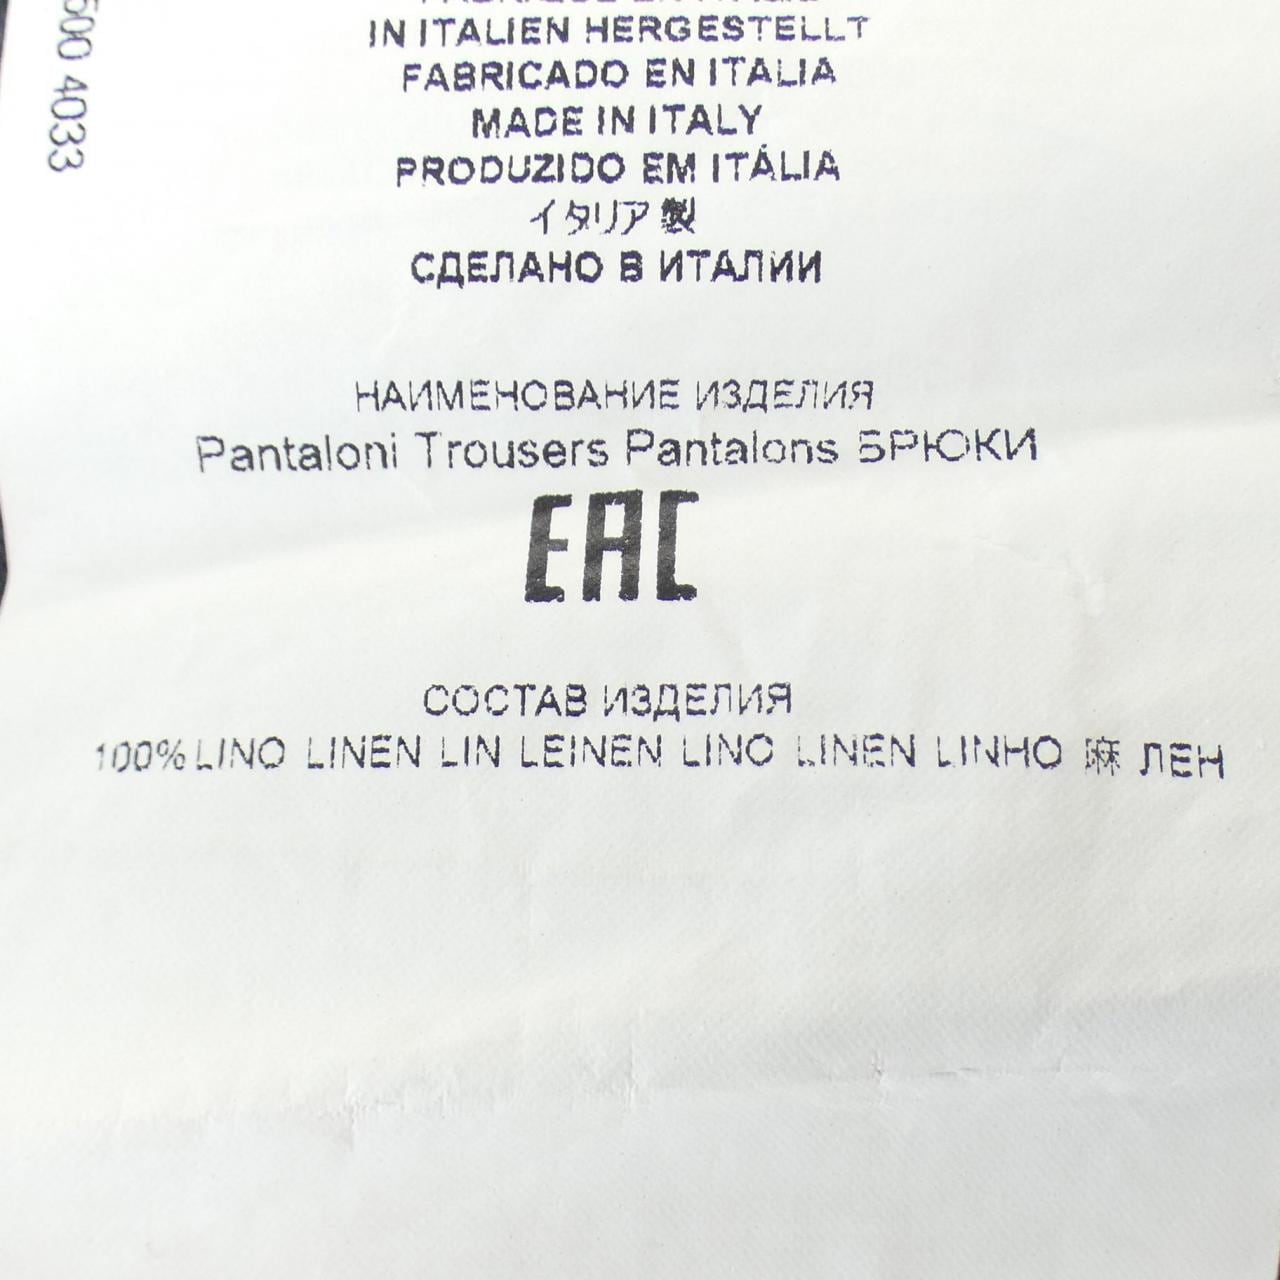 IN ITALIEN HERGESTELLT
FABRICADO EN ITALIA
MADE IN ITALY
PRODUZIDO EM ITÁLIA
イタリア製
СДЕЛАНО В ИТАЛИИ
НАИМЕНОВАНИЕ ИЗДЕЛИЯ
Pantaloni Trousers Pantalons БРЮКИ
EAC
СОСТАВ ИЗДЕЛИЯ
100% LINO LINEN LIN LEINEN LINO LINEN LINHO 麻 ЛЕН
4033